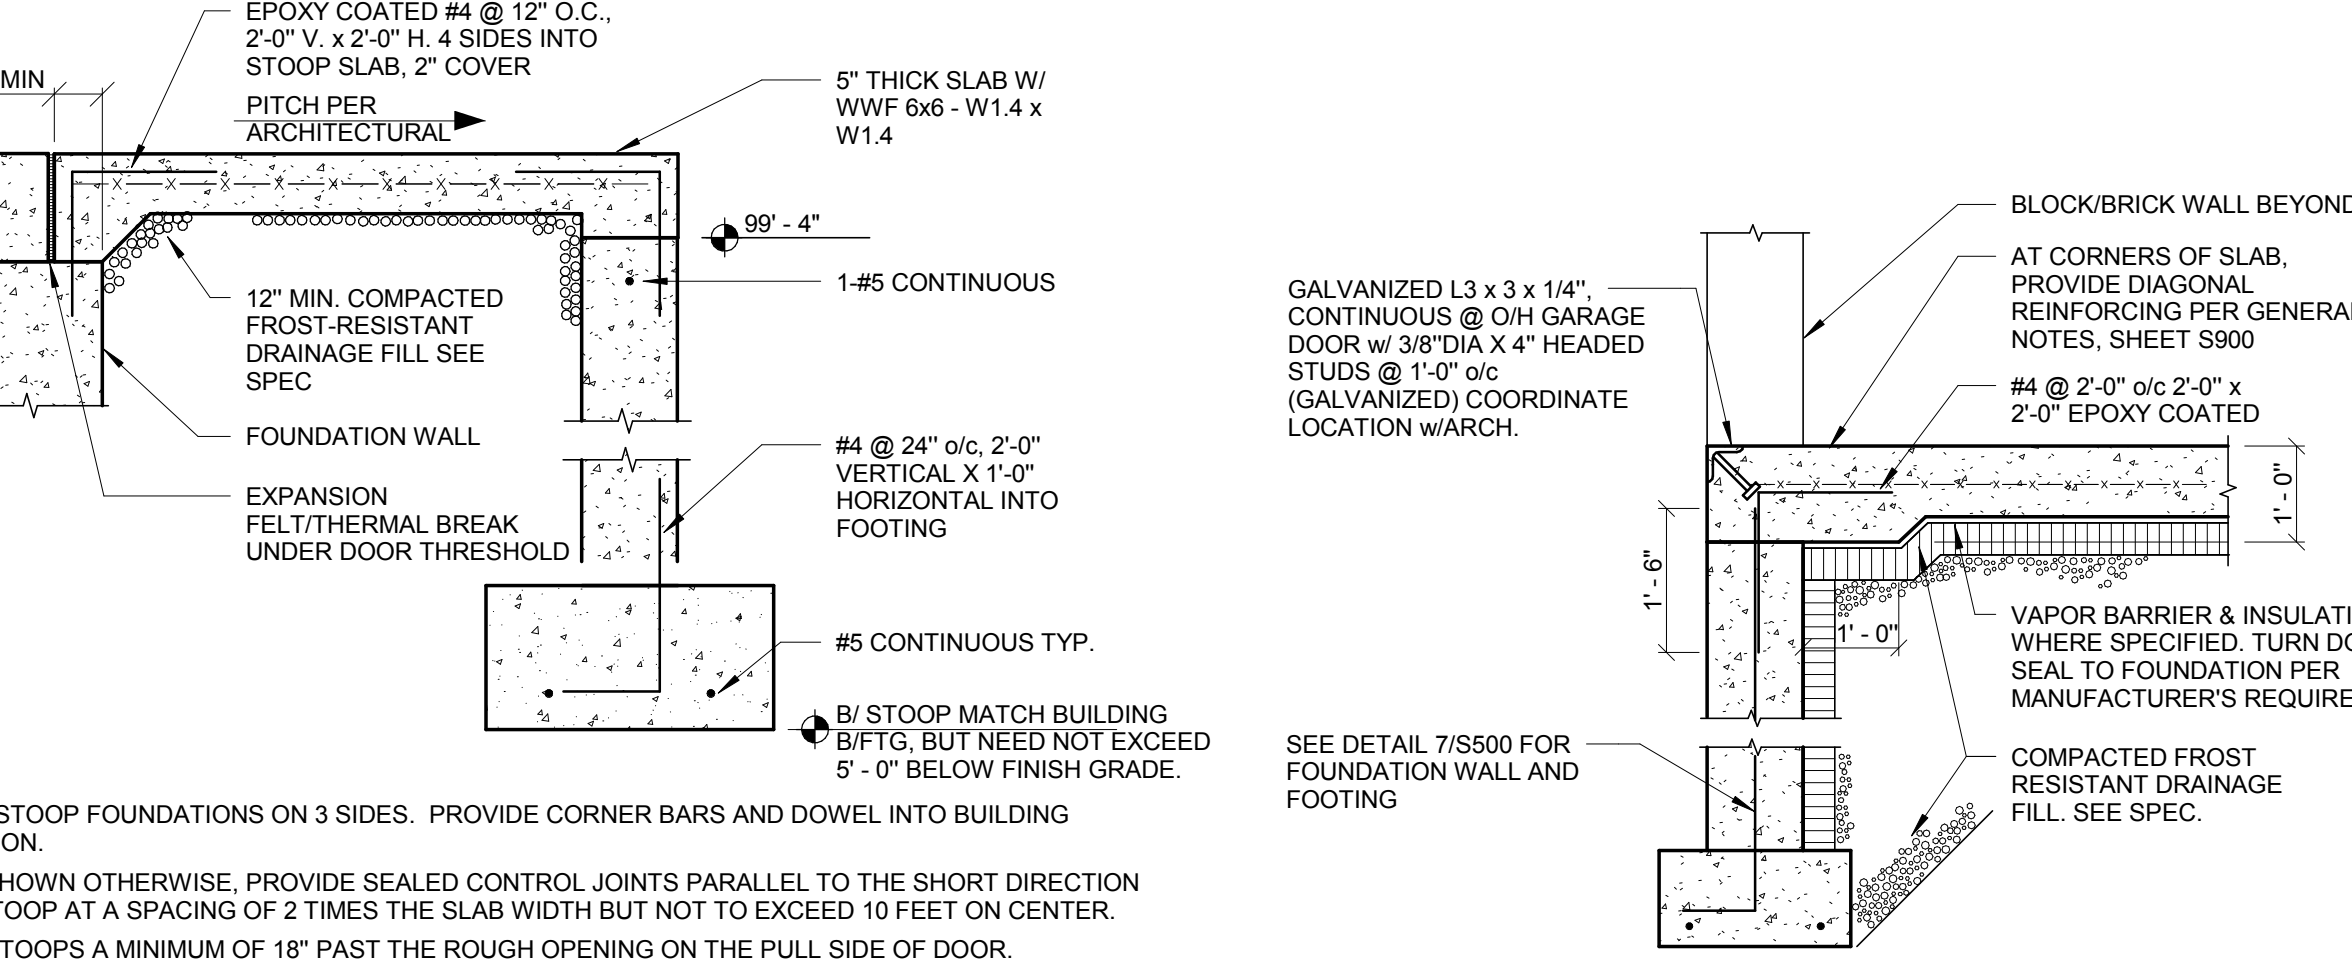 EPOXY COATED #4 @ 12" O.C.,
2'-0" V. x 2'-0" H. 4 SIDES INTO
STOOP SLAB, 2" COVER
MIN
PITCH PER
ARCHITECTURAL
5" THICK SLAB W/
WWF 6x6 - W1.4 x
W1.4
99' - 4"
1-#5 CONTINUOUS
12" MIN. COMPACTED
FROST-RESISTANT
DRAINAGE FILL SEE
SPEC
FOUNDATION WALL
EXPANSION
FELT/THERMAL BREAK
UNDER DOOR THRESHOLD
#4 @ 24" o/c, 2'-0"
VERTICAL X 1'-0"
HORIZONTAL INTO
FOOTING
#5 CONTINUOUS TYP.
B/ STOOP MATCH BUILDING
B/FTG, BUT NEED NOT EXCEED
5' - 0" BELOW FINISH GRADE.
STOOP FOUNDATIONS ON 3 SIDES.  PROVIDE CORNER BARS AND DOWEL INTO BUILDING
ON.
HOWN OTHERWISE, PROVIDE SEALED CONTROL JOINTS PARALLEL TO THE SHORT DIRECTION
TOOP AT A SPACING OF 2 TIMES THE SLAB WIDTH BUT NOT TO EXCEED 10 FEET ON CENTER.
TOOPS A MINIMUM OF 18" PAST THE ROUGH OPENING ON THE PULL SIDE OF DOOR.
GALVANIZED L3 x 3 x 1/4",
CONTINUOUS @ O/H GARAGE
DOOR w/ 3/8"DIA X 4" HEADED
STUDS @ 1'-0" o/c
(GALVANIZED) COORDINATE
LOCATION w/ARCH.
BLOCK/BRICK WALL BEYOND
AT CORNERS OF SLAB,
PROVIDE DIAGONAL
REINFORCING PER GENERAL
NOTES, SHEET S900
#4 @ 2'-0" o/c 2'-0" x
2'-0" EPOXY COATED
1' - 0"
1' - 6"
1' - 0"
VAPOR BARRIER & INSULATI
WHERE SPECIFIED. TURN DO
SEAL TO FOUNDATION PER
MANUFACTURER'S REQUIRE
SEE DETAIL 7/S500 FOR
FOUNDATION WALL AND
FOOTING
COMPACTED FROST
RESISTANT DRAINAGE
FILL. SEE SPEC.